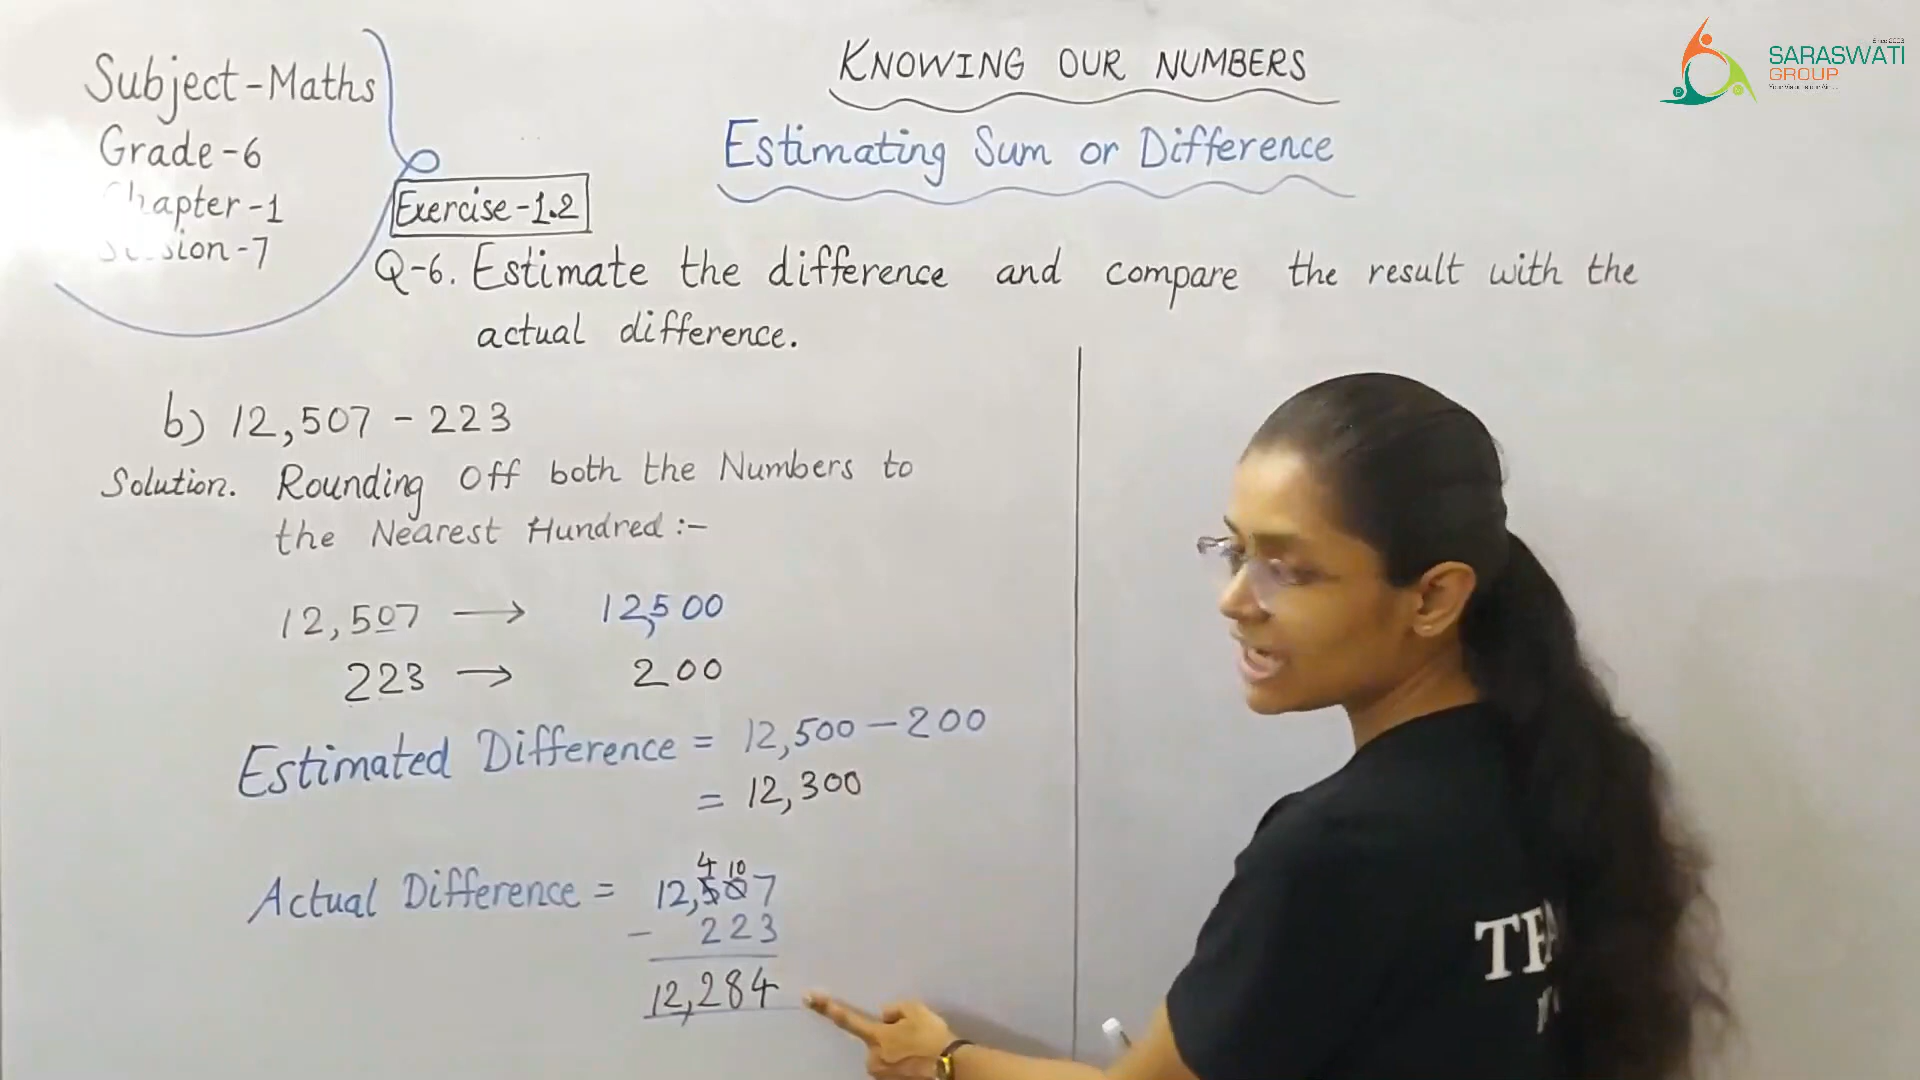 Subject-Maths
Grade-6
Chapter-1
Session-7
Exercise-1.2
KNOWING OUR NUMBERS
Estimating Sum or Difference
SARASWATI
GROUP
Q-6. Estimate the difference and compare the result with the
actual difference.
b) 12,507 - 223
Solution. Rounding Off both the Numbers to
the Nearest Hundred :-
12,507 → 12,500
223 → 200
Estimated Difference = 12,500 - 200
= 12,300
4 10
Actual Difference = 12,507
- 223
12,284